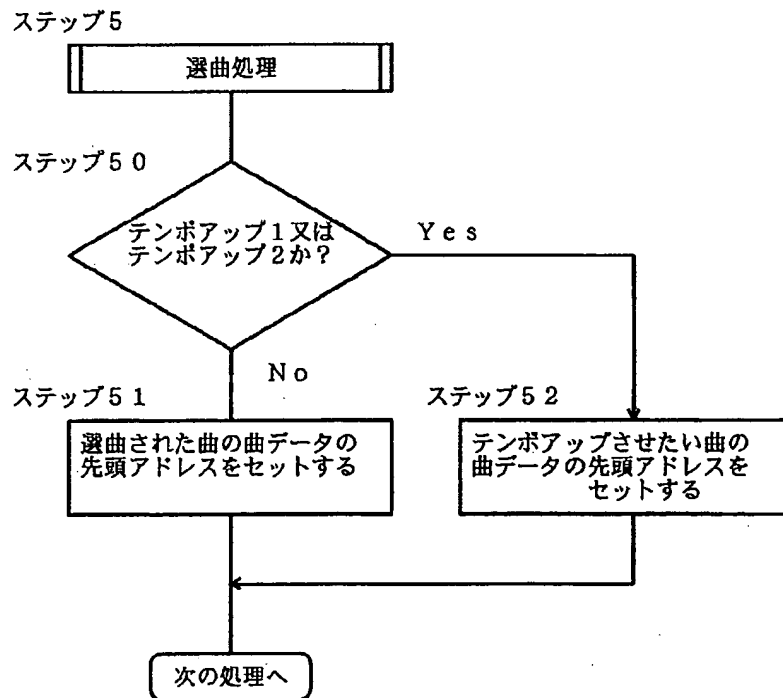 ステップ5
選曲処理
ステップ50
テンポアップ1又は
テンポアップ2か?
Yes
No
ステップ51
選曲された曲の曲データの
先頭アドレスをセットする
ステップ52
テンポアップさせたい曲の
曲データの先頭アドレスを
セットする
次の処理へ